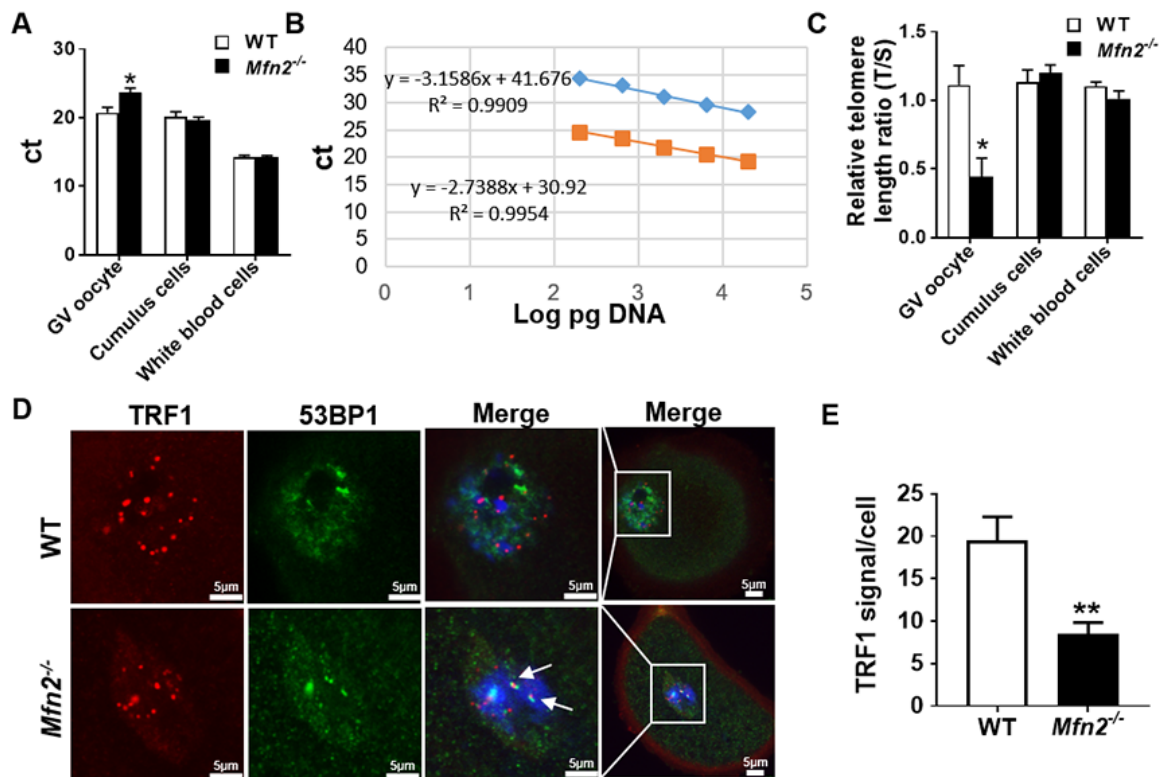 A
WT
Mfn2-/-
30
20
10
0
ct
*
GV oocyte
Cumulus cells
White blood cells
B
40
35
30
25
20
15
10
5
0
ct
y = -3.1586x + 41.676
R² = 0.9909
y = -2.7388x + 30.92
R² = 0.9954
0 1 2 3 4 5
Log pg DNA
C
WT
Mfn2-/-
Relative telomere
length ratio (T/S)
1.5
1.0
0.5
0.0
*
GV oocyte
Cumulus cells
White blood cells
D
TRF1 53BP1 Merge Merge
WT
5µm 5µm 5µm 5µm
Mfn2-/-
5µm 5µm 5µm 5µm
E
TRF1 signal/cell
25
20
15
10
5
0
**
WT Mfn2-/-